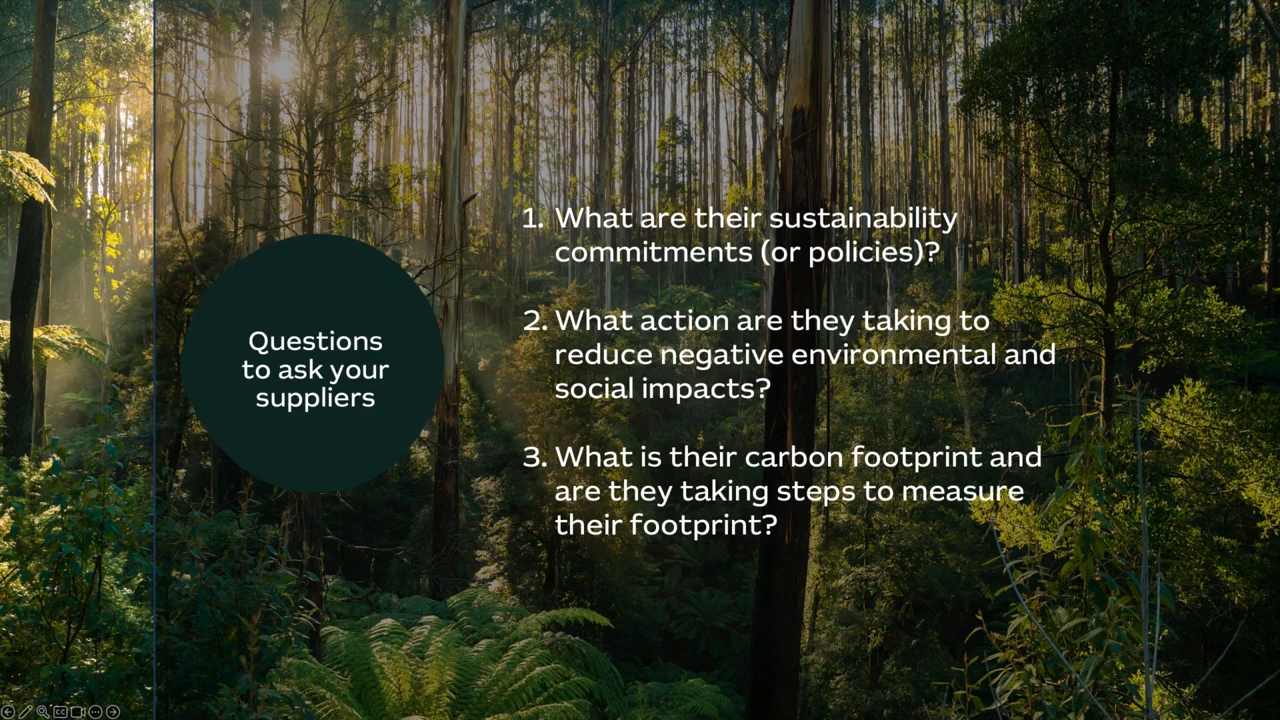 Questions
to ask your
suppliers
1. What are their sustainability
commitments (or policies)?
2. What action are they taking to
reduce negative environmental and
social impacts?
3. What is their carbon footprint and
are they taking steps to measure
their footprint?
CC